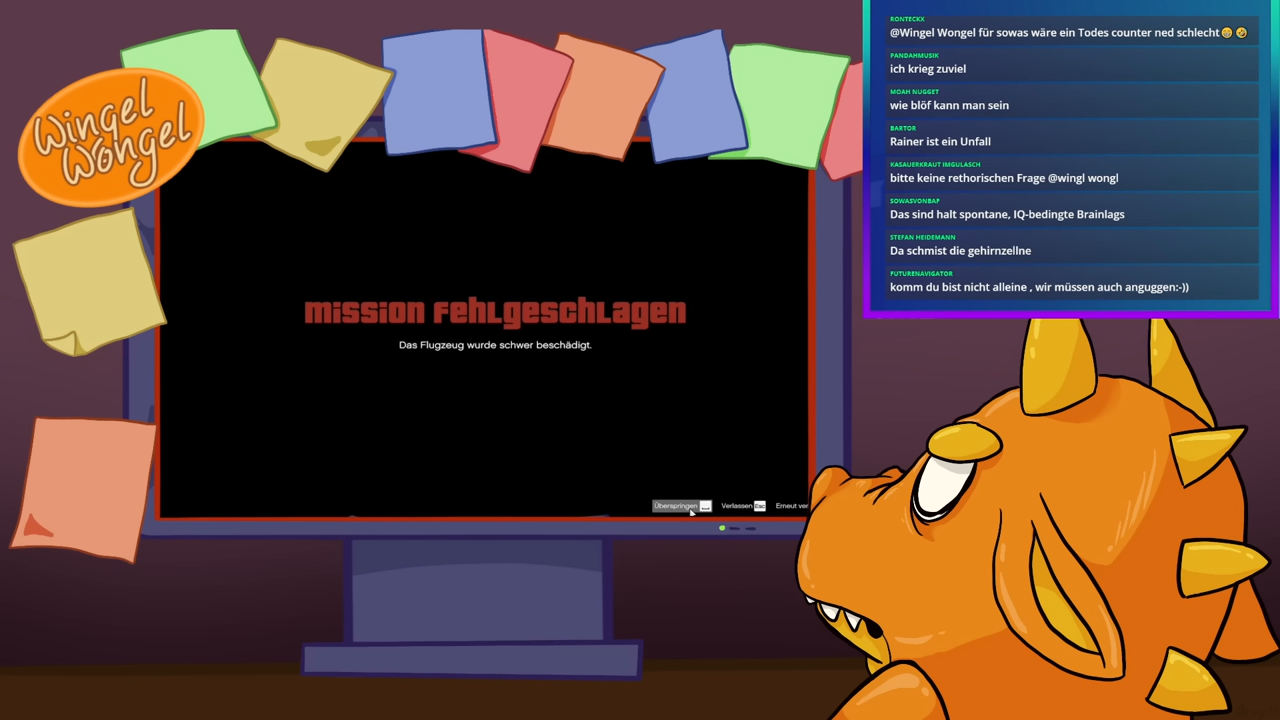 Wingel
Wongel
mission fehlgeschlagen
Das Flugzeug wurde schwer beschädigt.
Überspringen
Verlassen Esc
Erneut ver
RONTECKX
@Wingel Wongel für sowas wäre ein Todes counter ned schlecht😁🤣
PANDAHMUSIK
ich krieg zuviel
MOAH NUGGET
wie blöf kann man sein
BARTOR
Rainer ist ein Unfall
KASAUERKRAUT IMGULASCH
bitte keine rethorischen Frage @wingl wongl
SOWASVONBAF
Das sind halt spontane, IQ-bedingte Brainlags
STEFAN HEIDEMANN
Da schmist die gehirnzellne
FUTURENAVIGATOR
komm du bist nicht alleine , wir müssen auch anguggen:-))